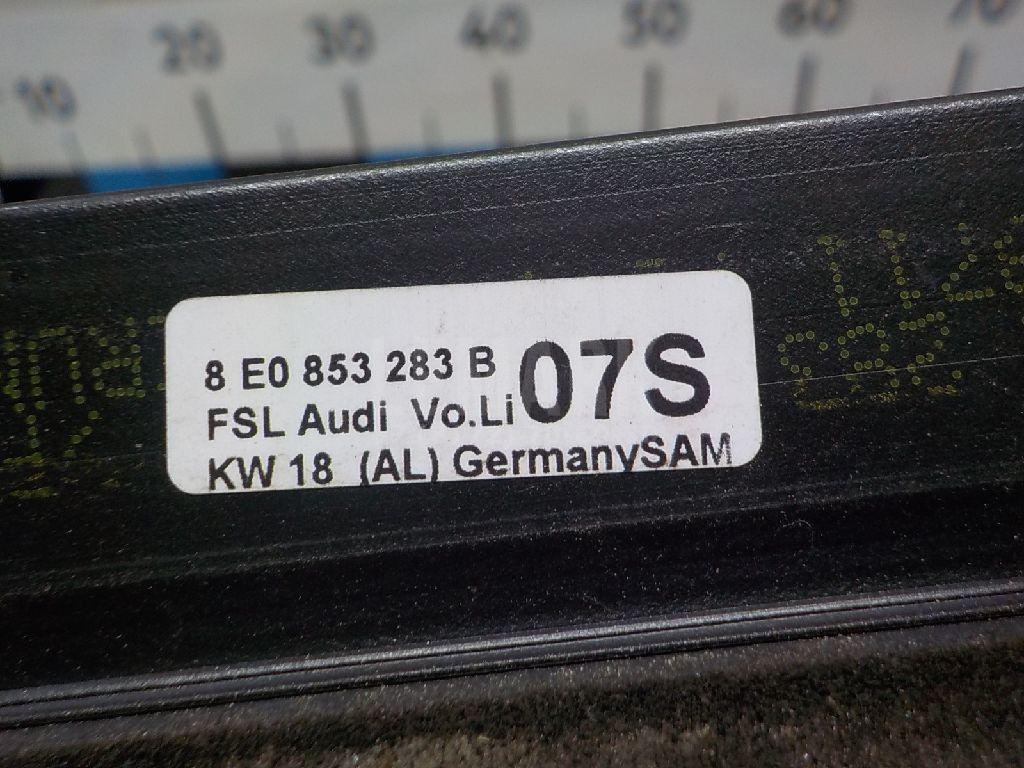 10 20 30 40 50 60 70
8 E0 853 283 B 07S
FSL Audi Vo.Li
KW 18 (AL) GermanySAM